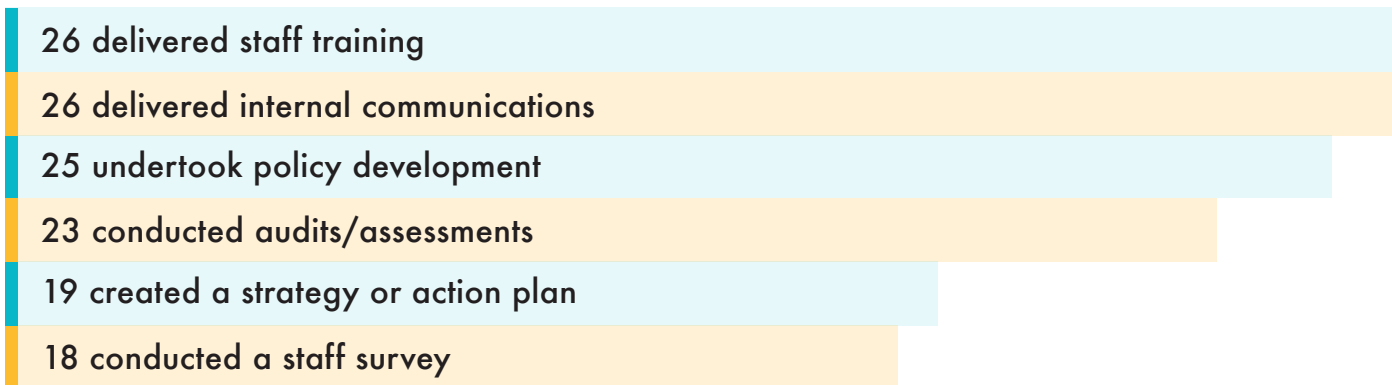 26 delivered staff training
26 delivered internal communications
25 undertook policy development
23 conducted audits/assessments
19 created a strategy or action plan
18 conducted a staff survey